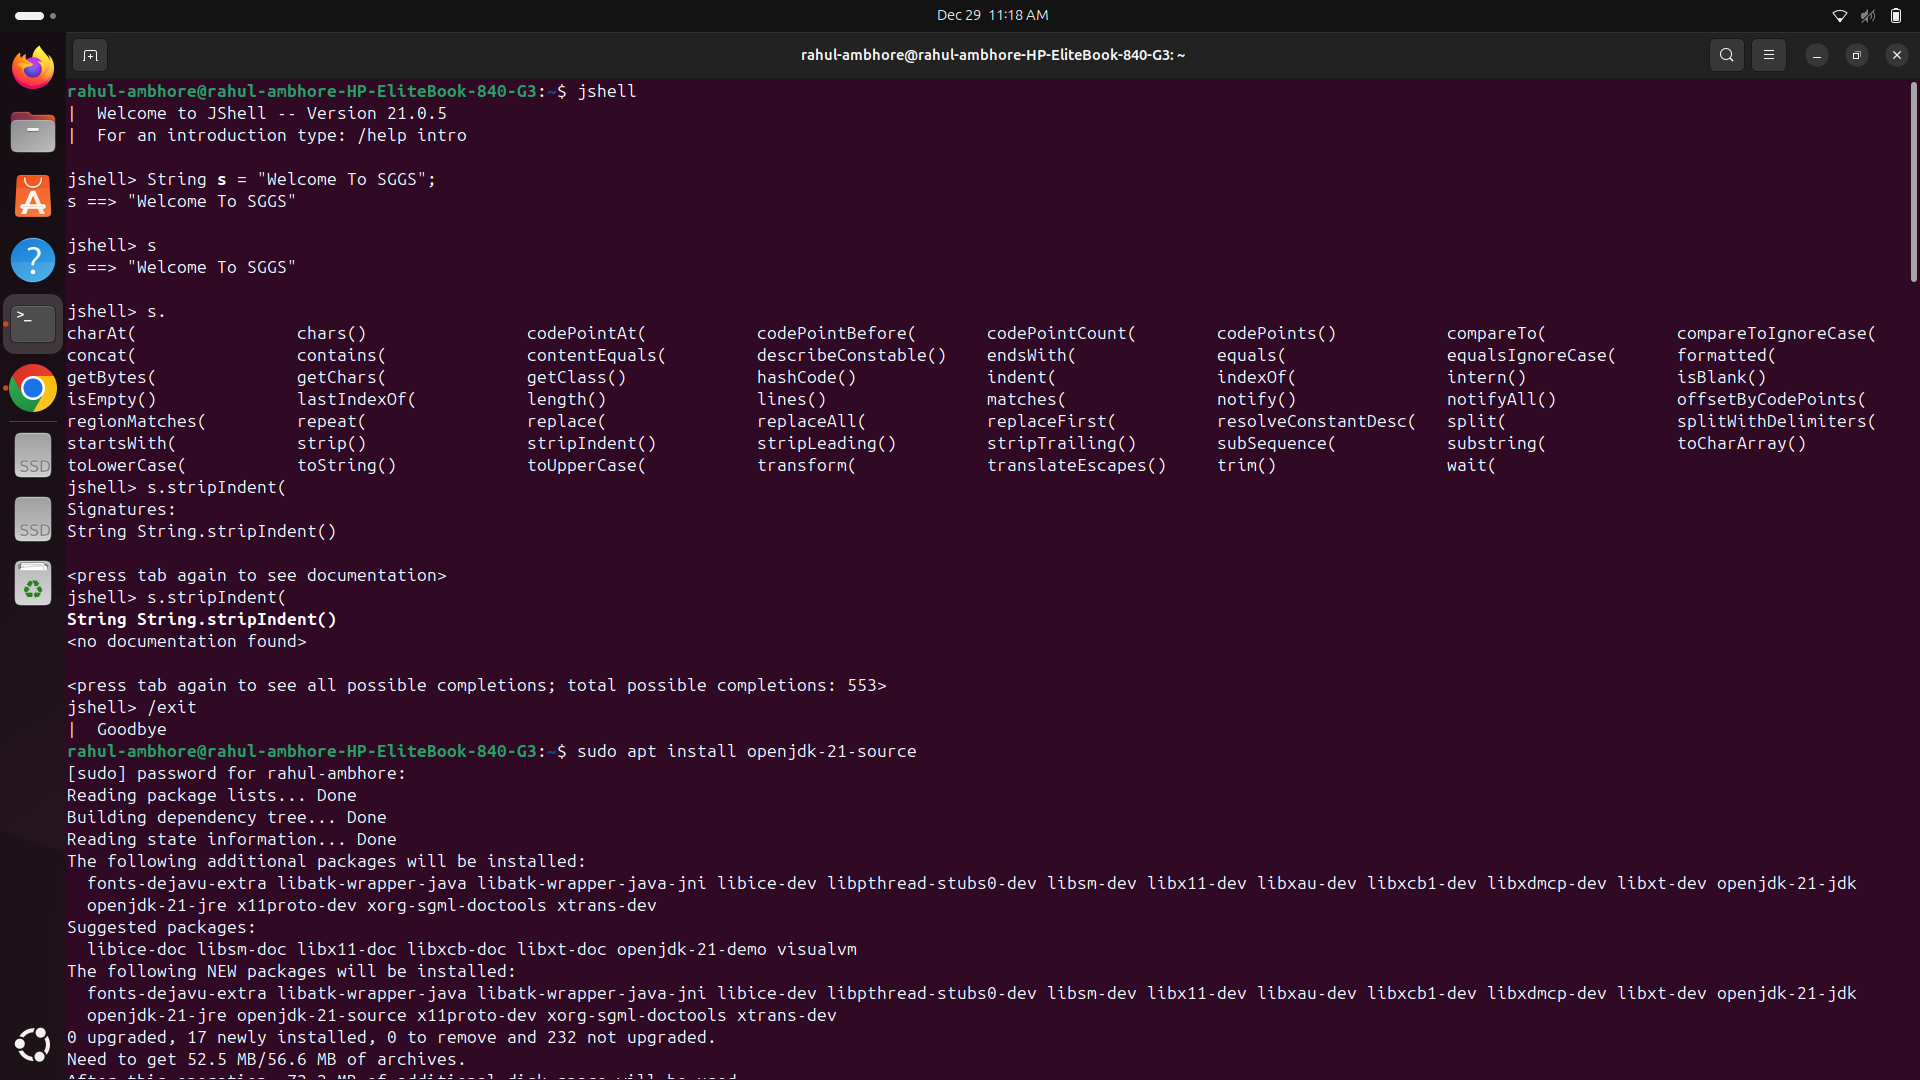 Dec 29 11:18 AM
rahul-ambhore@rahul-ambhore-HP-EliteBook-840-G3: ~
rahul-ambhore@rahul-ambhore-HP-EliteBook-840-G3:~$ jshell
| Welcome to JShell -- Version 21.0.5
| For an introduction type: /help intro
jshell> String s = "Welcome To SGGS";
s ==> "Welcome To SGGS"
jshell> s
s ==> "Welcome To SGGS"
jshell> s.
charAt( chars() codePointAt( codePointBefore( codePointCount( codePoints() compareTo( compareToIgnoreCase(
concat( contains( contentEquals( describeConstable() endsWith( equals( equalsIgnoreCase( formatted(
getBytes( getChars( getClass() hashCode() indent( indexOf( intern() isBlank()
isEmpty() lastIndexOf( length() lines() matches( notify() notifyAll() offsetByCodePoints(
regionMatches( repeat( replace( replaceAll( replaceFirst( resolveConstantDesc( split( splitWithDelimiters(
startsWith( strip() stripIndent() stripLeading() stripTrailing() subSequence( substring( toCharArray()
toLowerCase( toString() toUpperCase( transform( translateEscapes() trim() wait(
jshell> s.stripIndent(
Signatures:
String String.stripIndent()
<press tab again to see documentation>
jshell> s.stripIndent(
String String.stripIndent()
<no documentation found>
<press tab again to see all possible completions; total possible completions: 553>
jshell> /exit
| Goodbye
rahul-ambhore@rahul-ambhore-HP-EliteBook-840-G3:~$ sudo apt install openjdk-21-source
[sudo] password for rahul-ambhore:
Reading package lists... Done
Building dependency tree... Done
Reading state information... Done
The following additional packages will be installed:
fonts-dejavu-extra libatk-wrapper-java libatk-wrapper-java-jni libice-dev libpthread-stubs0-dev libsm-dev libx11-dev libxau-dev libxcb1-dev libxdmcp-dev libxt-dev openjdk-21-jdk
openjdk-21-jre x11proto-dev xorg-sgml-doctools xtrans-dev
Suggested packages:
libice-doc libsm-doc libx11-doc libxcb-doc libxt-doc openjdk-21-demo visualvm
The following NEW packages will be installed:
fonts-dejavu-extra libatk-wrapper-java libatk-wrapper-java-jni libice-dev libpthread-stubs0-dev libsm-dev libx11-dev libxau-dev libxcb1-dev libxdmcp-dev libxt-dev openjdk-21-jdk
openjdk-21-jre openjdk-21-source x11proto-dev xorg-sgml-doctools xtrans-dev
0 upgraded, 17 newly installed, 0 to remove and 232 not upgraded.
Need to get 52.5 MB/56.6 MB of archives.
SSD
SSD